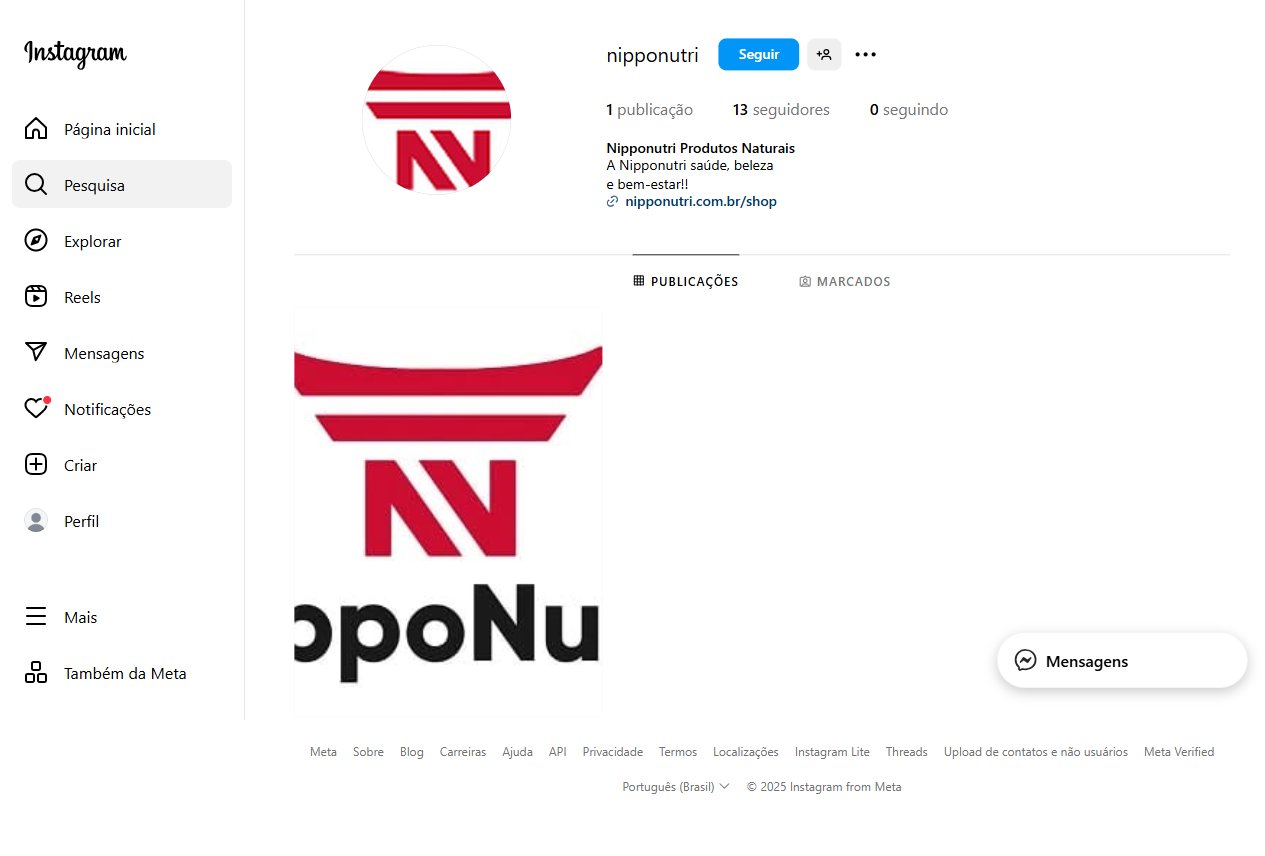 Instagram
Página inicial
Pesquisa
Explorar
Reels
Mensagens
Notificações
Criar
Perfil
Mais
Também da Meta
nipponutri Seguir
1 publicação 13 seguidores 0 seguindo
Nipponutri Produtos Naturais
A Nipponutri saúde, beleza
e bem-estar!!
nipponutri.com.br/shop
PUBLICAÇÕES MARCADOS
ppoNu
Mensagens
Meta Sobre Blog Carreiras Ajuda API Privacidade Termos Localizações Instagram Lite Threads Upload de contatos e não usuários Meta Verified
Português (Brasil) © 2025 Instagram from Meta